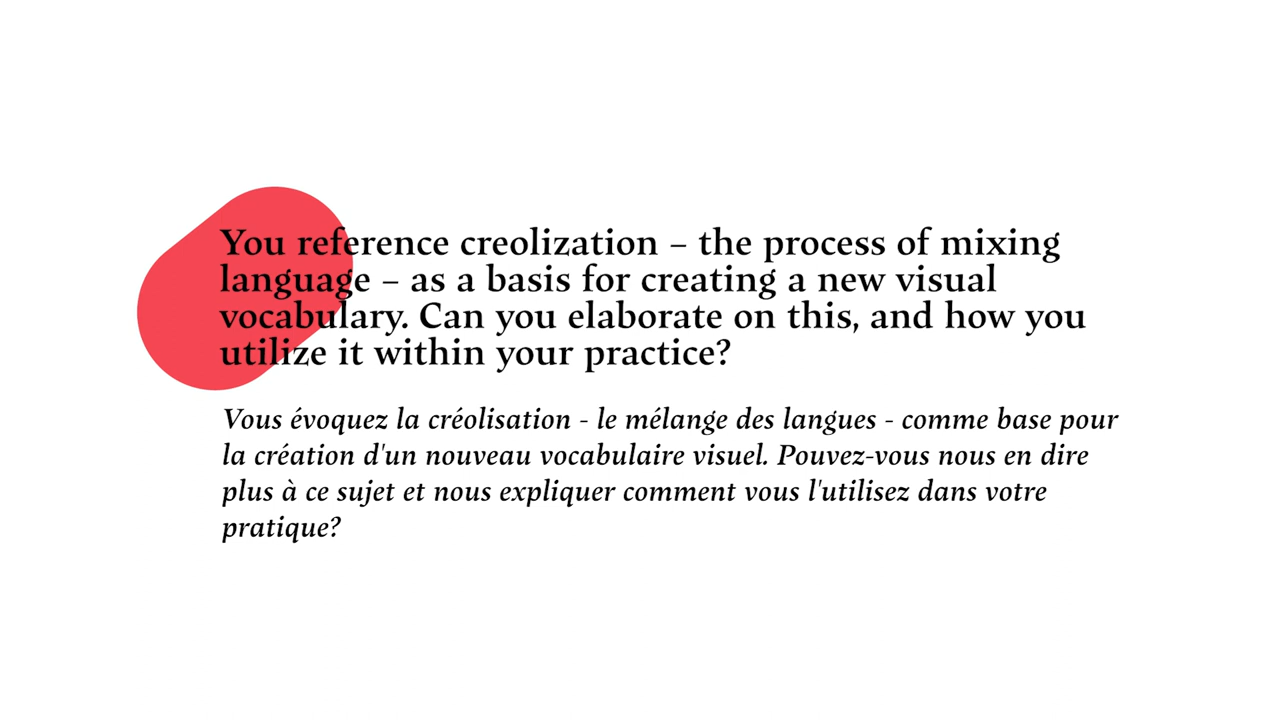 You reference creolization – the process of mixing
language – as a basis for creating a new visual
vocabulary. Can you elaborate on this, and how you
utilize it within your practice?
Vous évoquez la créolisation - le mélange des langues - comme base pour
la création d'un nouveau vocabulaire visuel. Pouvez-vous nous en dire
plus à ce sujet et nous expliquer comment vous l'utilisez dans votre
pratique?